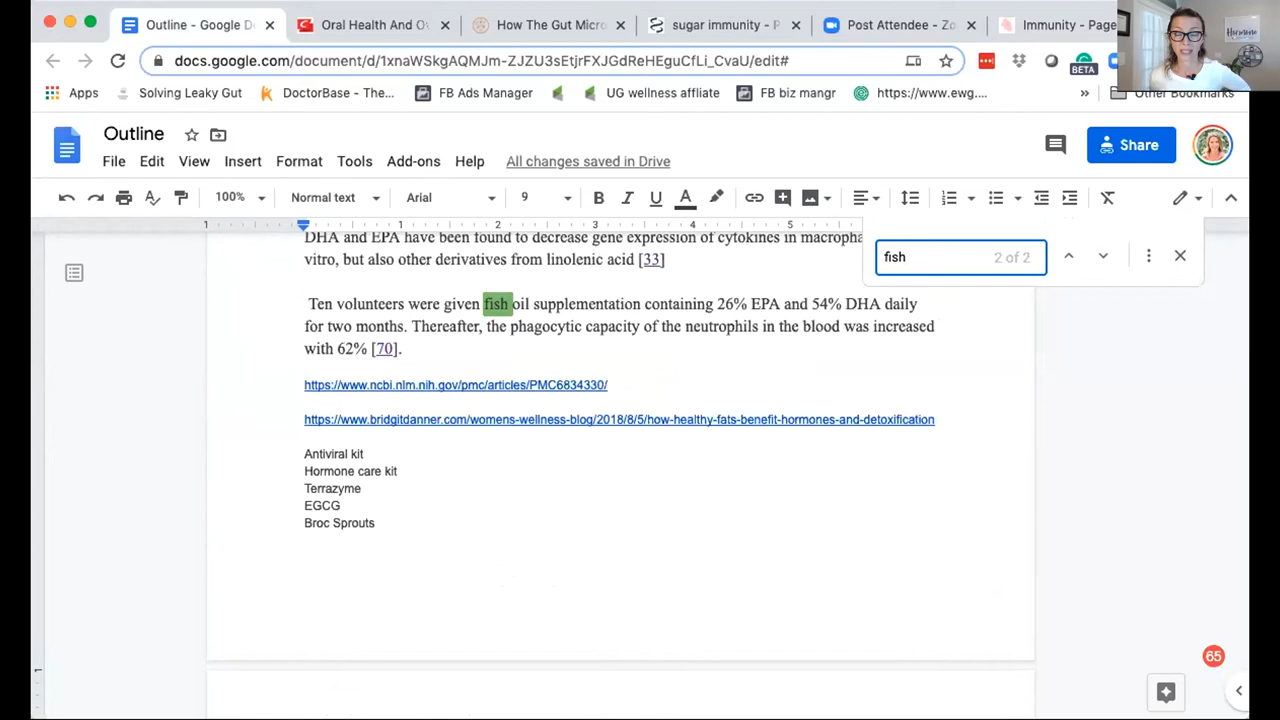 Outline - Google D
Oral Health And O
How The Gut Micro
sugar immunity - P
Post Attendee - Zo
Immunity - Page
docs.google.com/document/d/1xnaWSkgAQMJm-ZJZU3sEtjrFXJGdReHEguCfLi_CvaU/edit#
BETA
Apps
Solving Leaky Gut
DoctorBase - The...
FB Ads Manager
UG wellness affliate
FB biz mangr
https://www.ewg....
»
Other Bookmarks
Outline
File Edit View Insert Format Tools Add-ons Help All changes saved in Drive
Share
100% Normal text Arial 9 B I U A
1 1 2 3 4 5
fish 2 of 2
DHA and EPA have been found to decrease gene expression of cytokines in macropha
vitro, but also other derivatives from linolenic acid [33]
Ten volunteers were given fish oil supplementation containing 26% EPA and 54% DHA daily
for two months. Thereafter, the phagocytic capacity of the neutrophils in the blood was increased
with 62% [70].
https://www.ncbi.nlm.nih.gov/pmc/articles/PMC6834330/
https://www.bridgitdanner.com/womens-wellness-blog/2018/8/5/how-healthy-fats-benefit-hormones-and-detoxification
Antiviral kit
Hormone care kit
Terrazyme
EGCG
Broc Sprouts
65